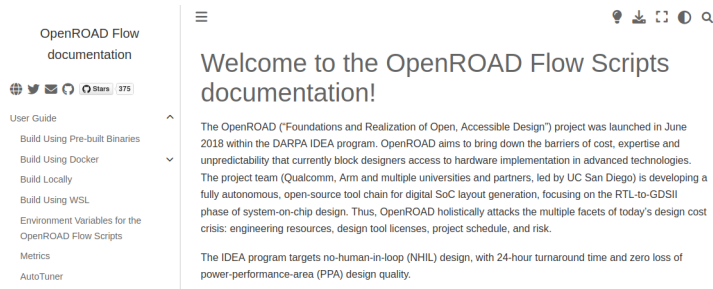 OpenROAD Flow
documentation
Stars 375
User Guide
Build Using Pre-built Binaries
Build Using Docker
Build Locally
Build Using WSL
Environment Variables for the
OpenROAD Flow Scripts
Metrics
AutoTuner
Welcome to the OpenROAD Flow Scripts
documentation!
The OpenROAD (“Foundations and Realization of Open, Accessible Design”) project was launched in June
2018 within the DARPA IDEA program. OpenROAD aims to bring down the barriers of cost, expertise and
unpredictability that currently block designers access to hardware implementation in advanced technologies.
The project team (Qualcomm, Arm and multiple universities and partners, led by UC San Diego) is developing a
fully autonomous, open-source tool chain for digital SoC layout generation, focusing on the RTL-to-GDSII
phase of system-on-chip design. Thus, OpenROAD holistically attacks the multiple facets of today’s design cost
crisis: engineering resources, design tool licenses, project schedule, and risk.
The IDEA program targets no-human-in-loop (NHIL) design, with 24-hour turnaround time and zero loss of
power-performance-area (PPA) design quality.